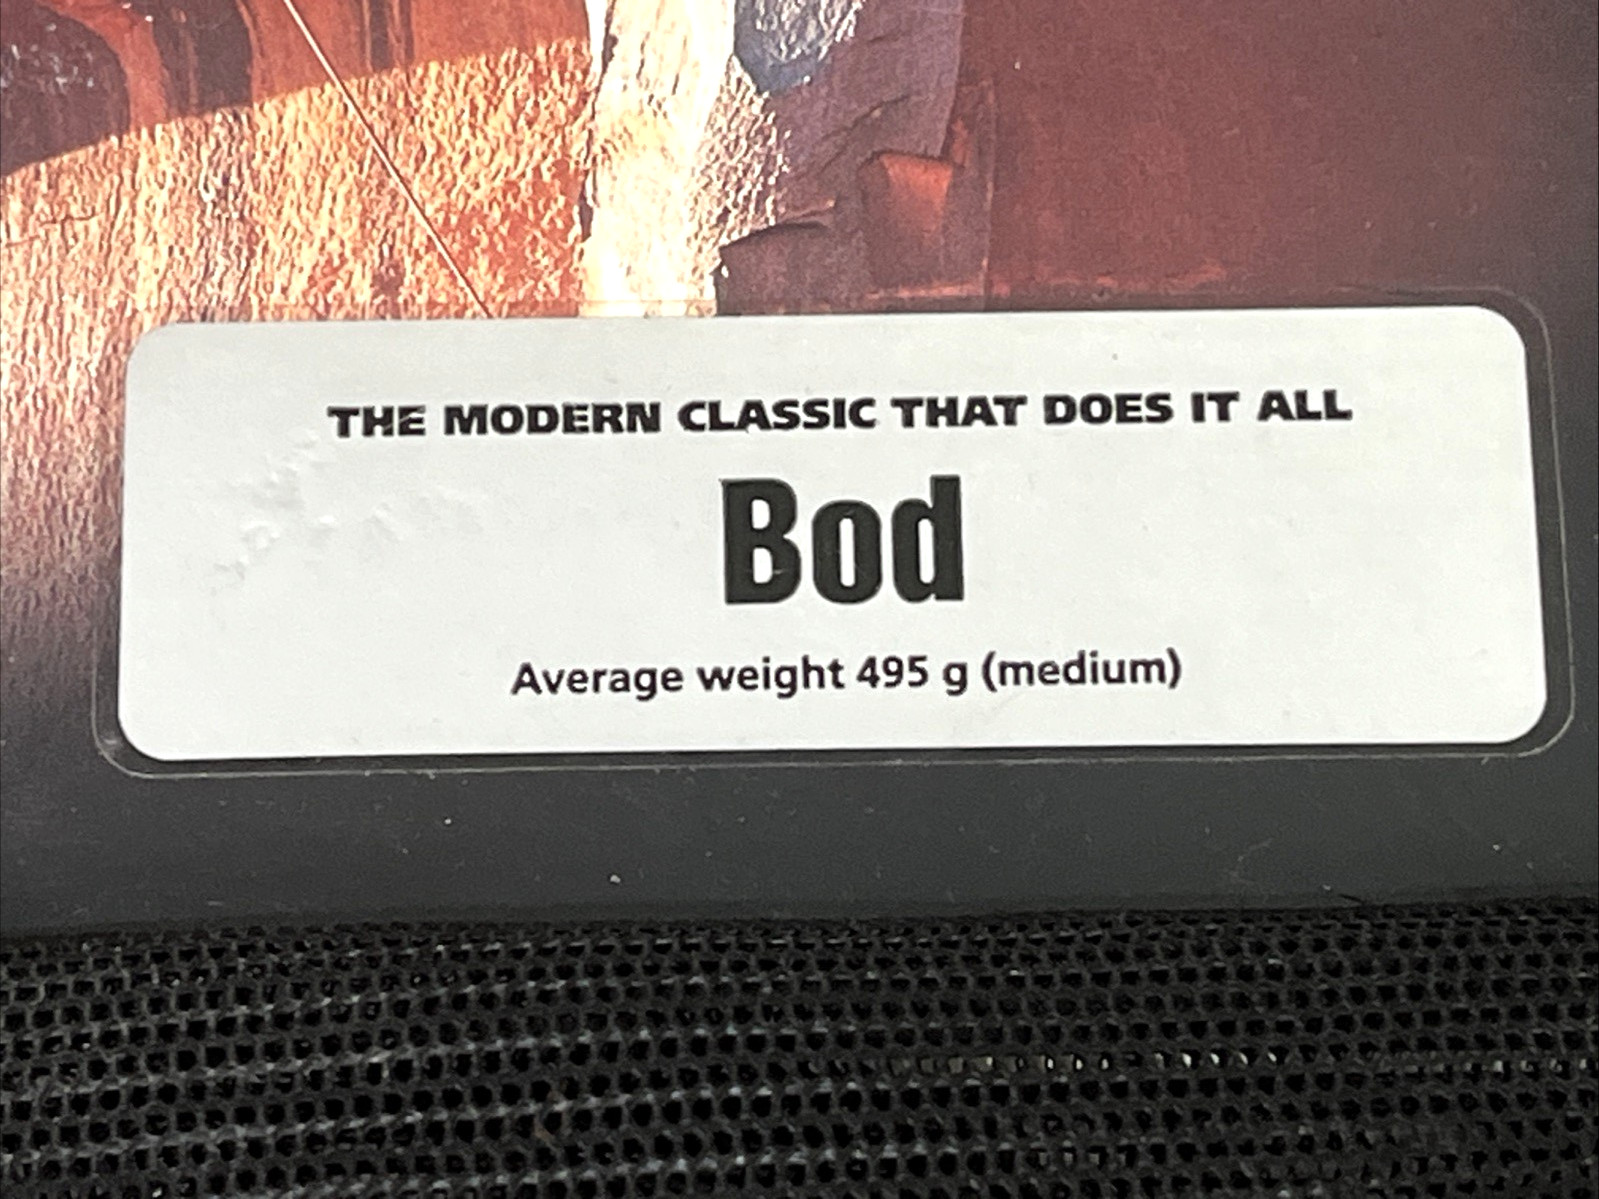 THE MODERN CLASSIC THAT DOES IT ALL
Bod
Average weight 495 g (medium)